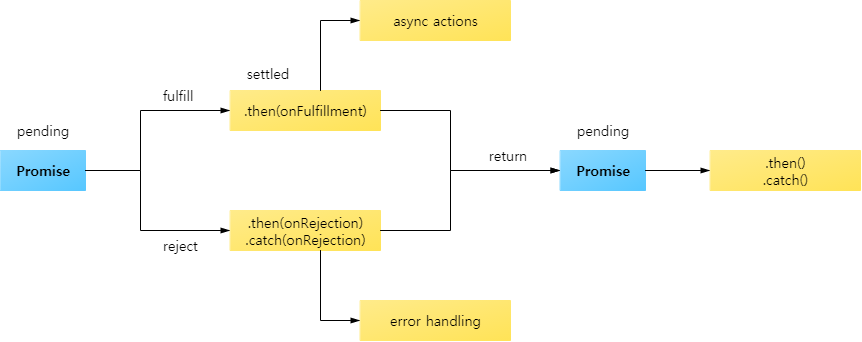 async actions
settled
fulfill
.then(onFulfillment)
pending
Promise
return
pending
Promise
.then()
.catch()
.then(onRejection)
.catch(onRejection)
reject
error handling